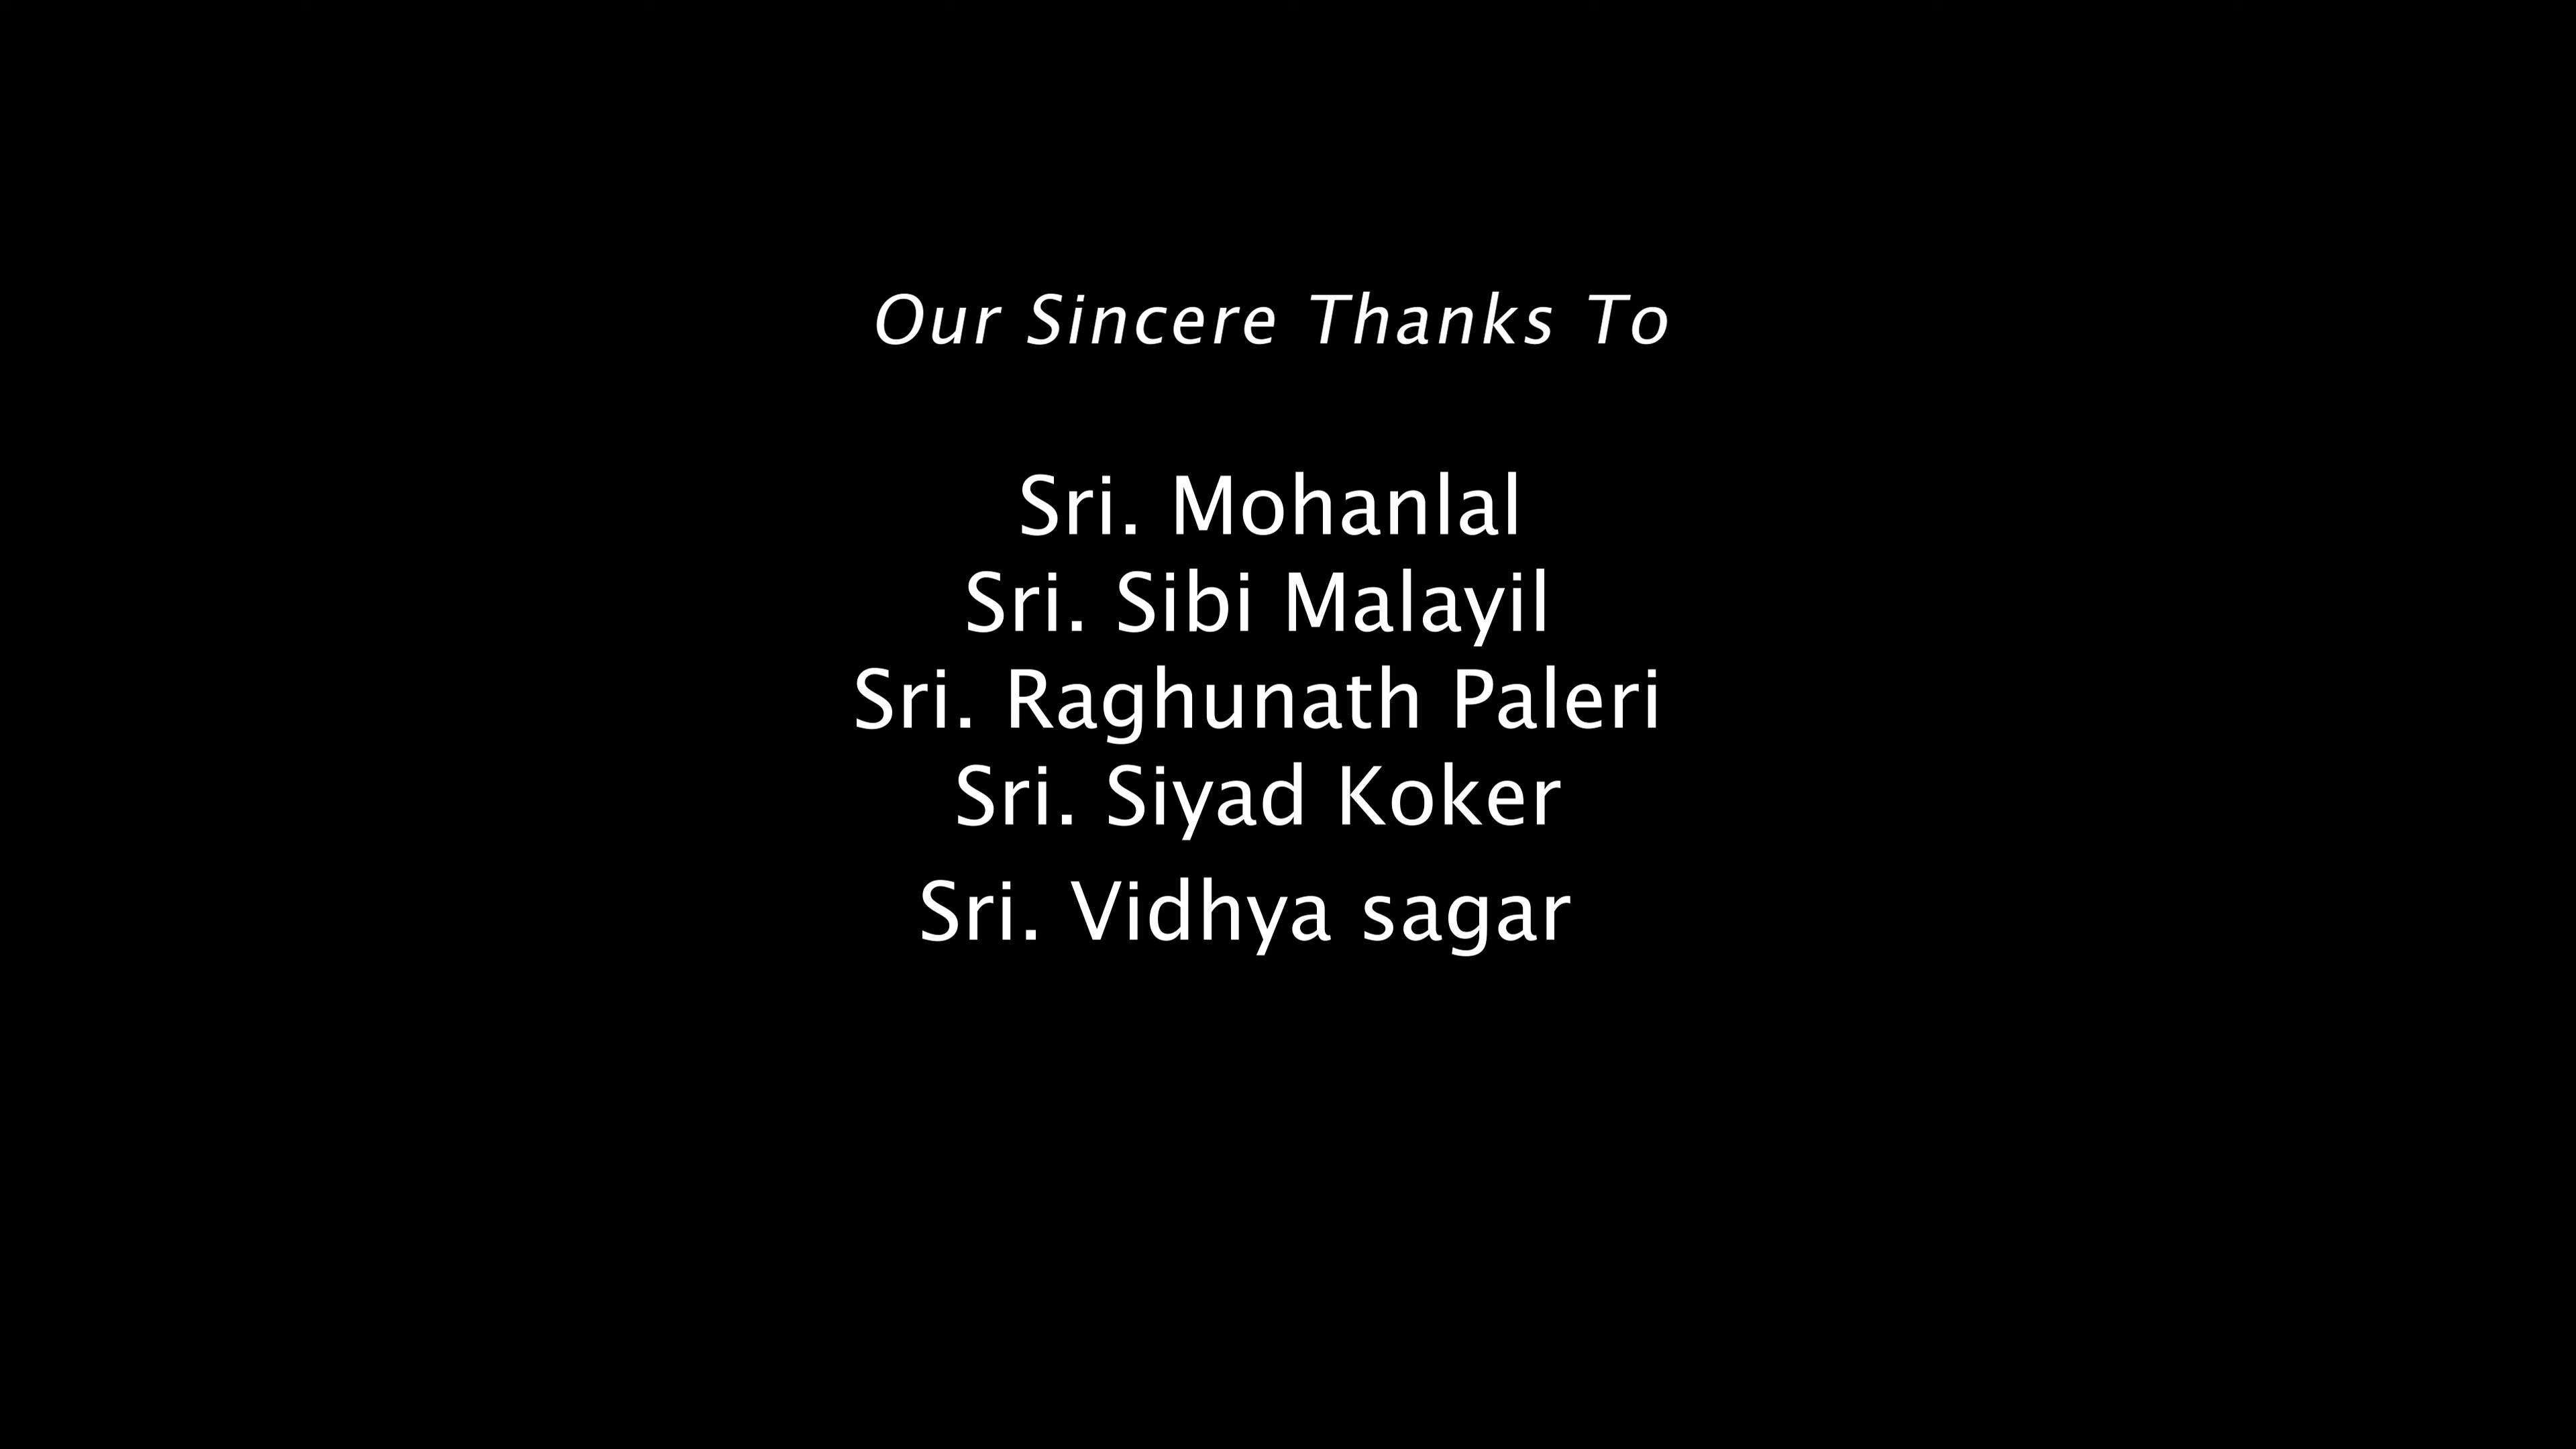 Our Sincere Thanks To
Sri. Mohanlal
Sri. Sibi Malayil
Sri. Raghunath Paleri
Sri. Siyad Koker
Sri. Vidhya sagar